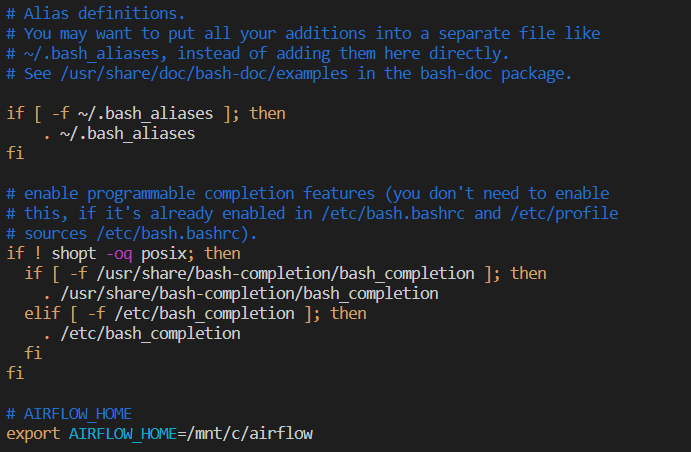 # Alias definitions.
# You may want to put all your additions into a separate file like
# ~/.bash_aliases, instead of adding them here directly.
# See /usr/share/doc/bash-doc/examples in the bash-doc package.

if [ -f ~/.bash_aliases ]; then
    . ~/.bash_aliases
fi

# enable programmable completion features (you don't need to enable
# this, if it's already enabled in /etc/bash.bashrc and /etc/profile
# sources /etc/bash.bashrc).
if ! shopt -oq posix; then
  if [ -f /usr/share/bash-completion/bash_completion ]; then
    . /usr/share/bash-completion/bash_completion
  elif [ -f /etc/bash_completion ]; then
    . /etc/bash_completion
  fi
fi

# AIRFLOW_HOME
export AIRFLOW_HOME=/mnt/c/airflow